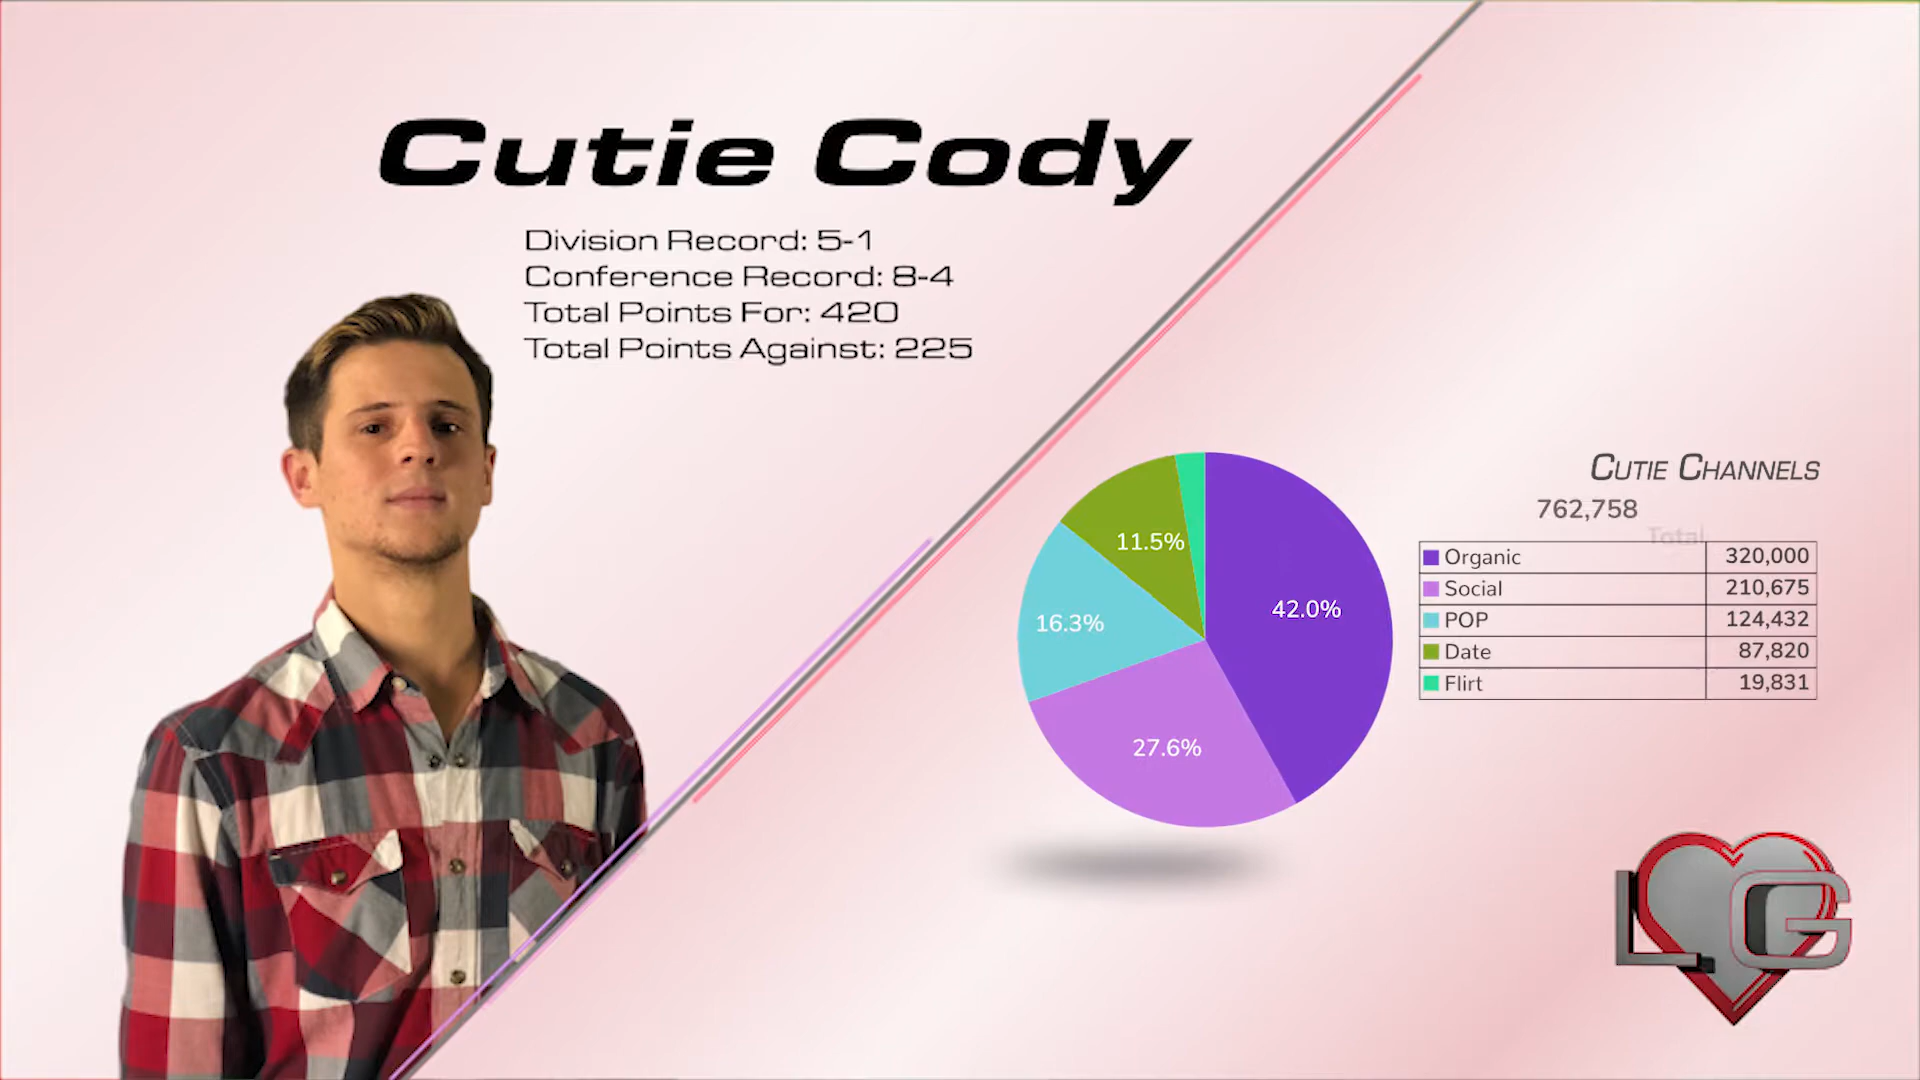 Cutie Cody
Division Record: 5-1
Conference Record: 8-4
Total Points For: 420
Total Points Against: 225
Cutie Channels
762,758
Total
Organic 320,000
Social 210,675
POP 124,432
Date 87,820
Flirt 19,831
11.5%
42.0%
16.3%
27.6%
L.G